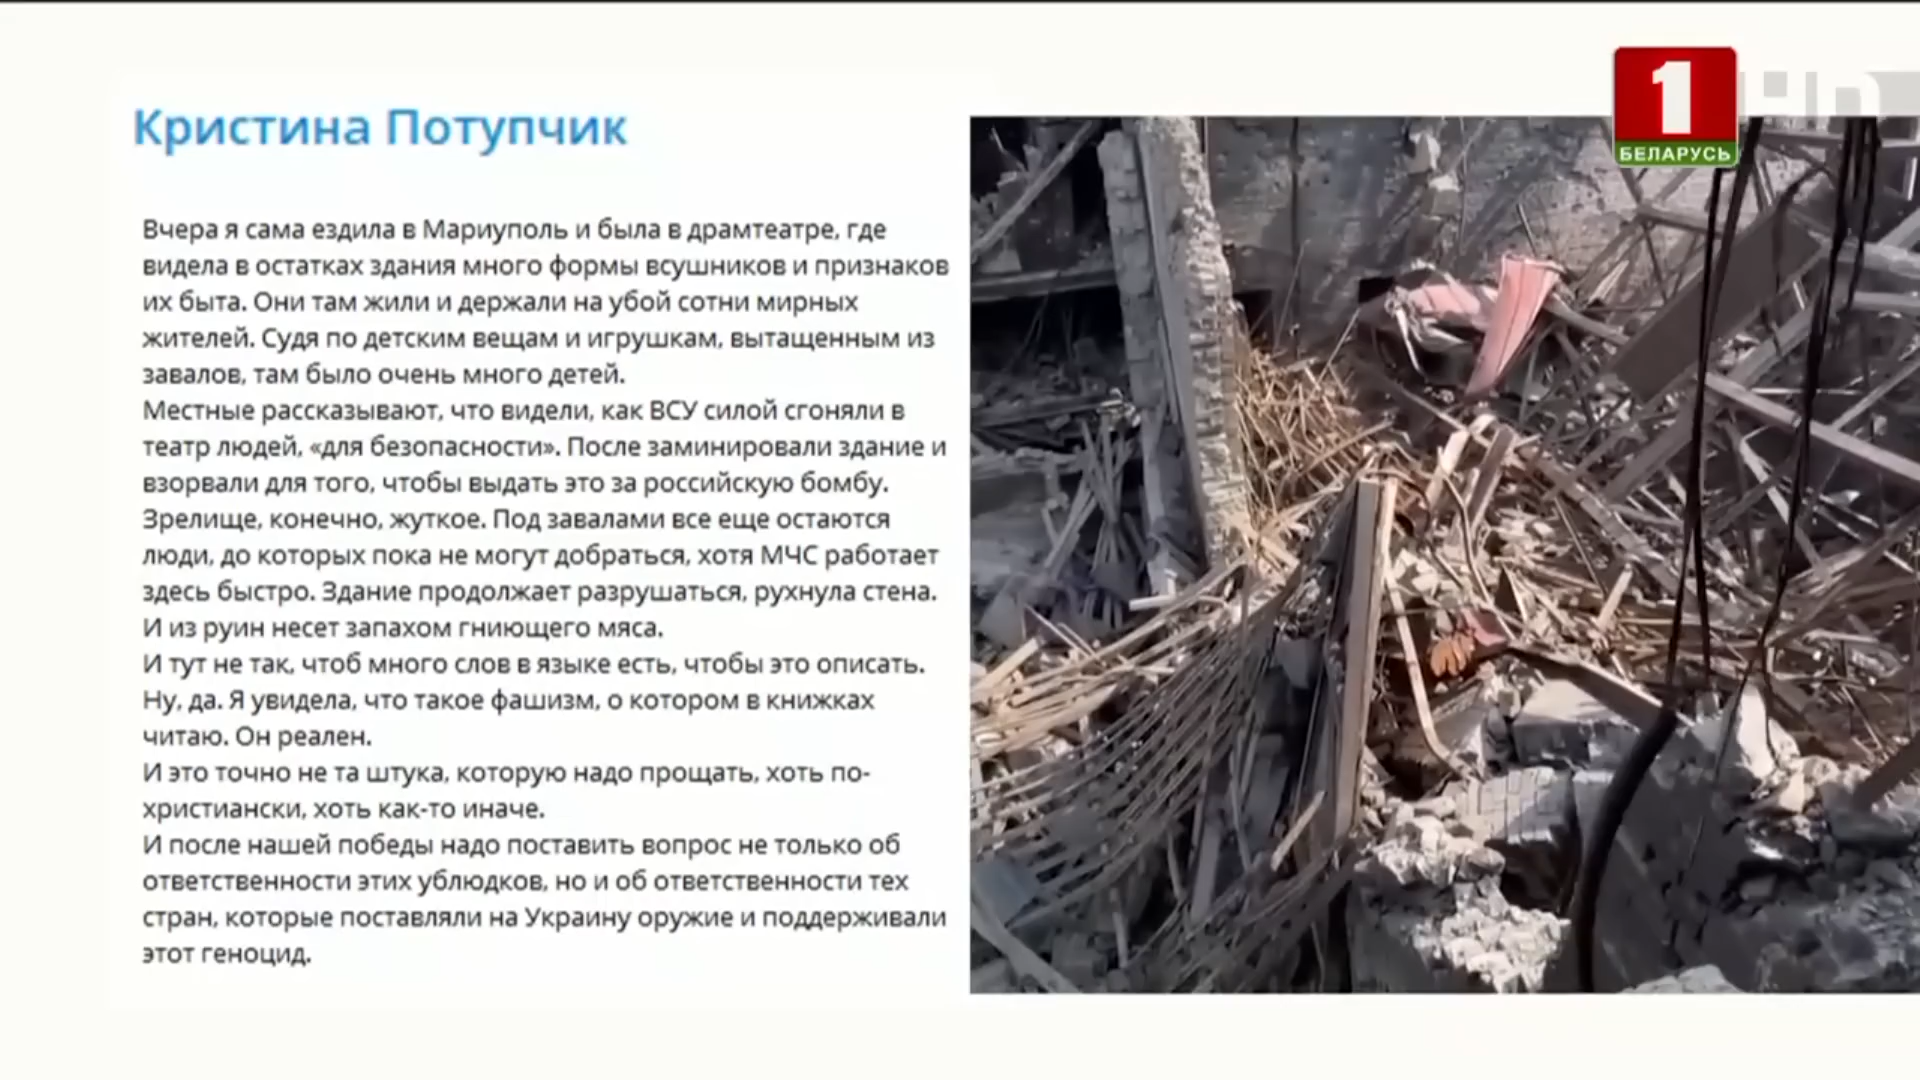 1
БЕЛАРУСЬ
Кристина Потупчик
Вчера я сама ездила в Мариуполь и была в драмтеатре, где
видела в остатках здания много формы всушников и признаков
их быта. Они там жили и держали на убой сотни мирных
жителей. Судя по детским вещам и игрушкам, вытащенным из
завалов, там было очень много детей.
Местные рассказывают, что видели, как ВСУ силой сгоняли в
театр людей, «для безопасности». После заминировали здание и
взорвали для того, чтобы выдать это за российскую бомбу.
Зрелище, конечно, жуткое. Под завалами все еще остаются
люди, до которых пока не могут добраться, хотя МЧС работает
здесь быстро. Здание продолжает разрушаться, рухнула стена.
И из руин несет запахом гниющего мяса.
И тут не так, чтоб много слов в языке есть, чтобы это описать.
Ну, да. Я увидела, что такое фашизм, о котором в книжках
читаю. Он реален.
И это точно не та штука, которую надо прощать, хоть по-
христиански, хоть как-то иначе.
И после нашей победы надо поставить вопрос не только об
ответственности этих ублюдков, но и об ответственности тех
стран, которые поставляли на Украину оружие и поддерживали
этот геноцид.